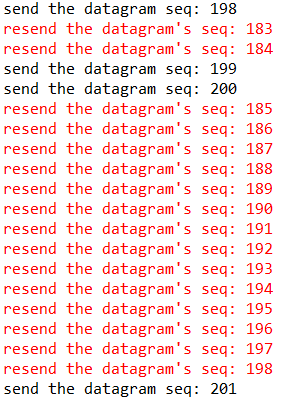 send the datagram seq: 198
resend the datagram's seq: 183
resend the datagram's seq: 184
send the datagram seq: 199
send the datagram seq: 200
resend the datagram's seq: 185
resend the datagram's seq: 186
resend the datagram's seq: 187
resend the datagram's seq: 188
resend the datagram's seq: 189
resend the datagram's seq: 190
resend the datagram's seq: 191
resend the datagram's seq: 192
resend the datagram's seq: 193
resend the datagram's seq: 194
resend the datagram's seq: 195
resend the datagram's seq: 196
resend the datagram's seq: 197
resend the datagram's seq: 198
send the datagram seq: 201